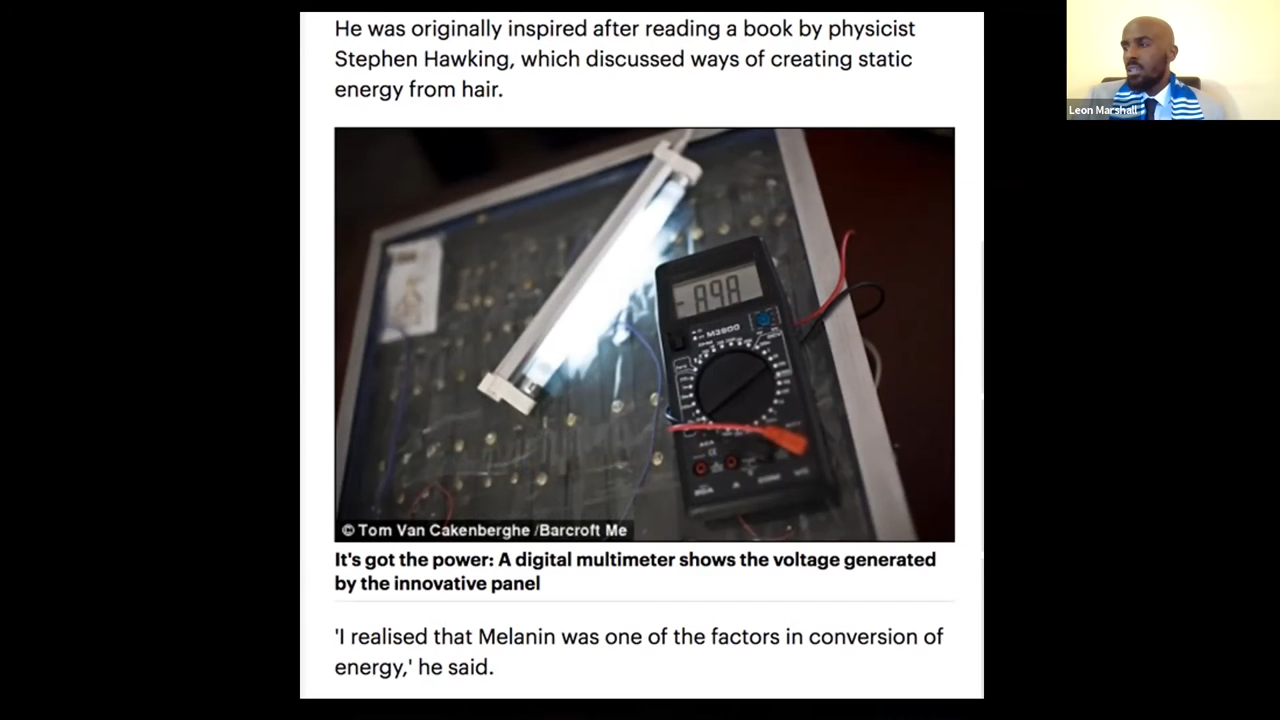 He was originally inspired after reading a book by physicist
Stephen Hawking, which discussed ways of creating static
energy from hair.
Leon Marshall
M3900
© Tom Van Cakenberghe /Barcroft Me
It's got the power: A digital multimeter shows the voltage generated
by the innovative panel
'I realised that Melanin was one of the factors in conversion of
energy,' he said.